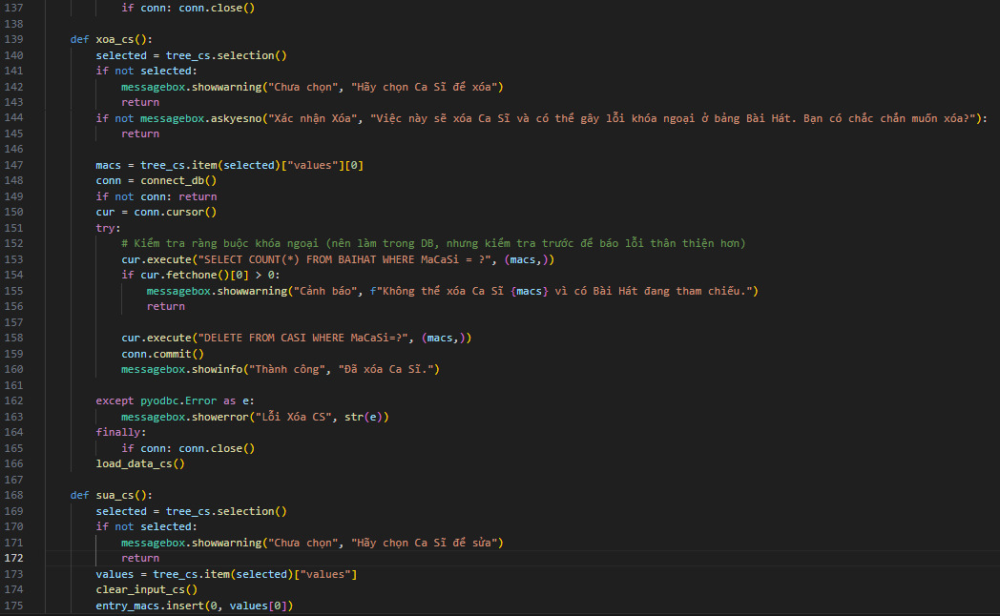 137 if conn: conn.close()
138
139 def xoa_cs():
140 selected = tree_cs.selection()
141 if not selected:
142 messagebox.showwarning("Chưa chọn", "Hãy chọn Ca Sĩ để xóa")
143 return
144 if not messagebox.askyesno("Xác nhận Xóa", "Việc này sẽ xóa Ca Sĩ và có thể gây lỗi khóa ngoại ở bảng Bài Hát. Bạn có chắc chắn muốn xóa?"):
145 return
146
147 macs = tree_cs.item(selected)["values"][0]
148 conn = connect_db()
149 if not conn: return
150 cur = conn.cursor()
151 try:
152 # Kiểm tra ràng buộc khóa ngoại (nên làm trong DB, nhưng kiểm tra trước để báo lỗi thân thiện hơn)
153 cur.execute("SELECT COUNT(*) FROM BAIHAT WHERE MaCaSi = ?", (macs,))
154 if cur.fetchone()[0] > 0:
155 messagebox.showwarning("Cảnh báo", f"Không thể xóa Ca Sĩ {macs} vì có Bài Hát đang tham chiếu.")
156 return
157
158 cur.execute("DELETE FROM CASI WHERE MaCaSi=?", (macs,))
159 conn.commit()
160 messagebox.showinfo("Thành công", "Đã xóa Ca Sĩ.")
161
162 except pyodbc.Error as e:
163 messagebox.showerror("Lỗi Xóa CS", str(e))
164 finally:
165 if conn: conn.close()
166 load_data_cs()
167
168 def sua_cs():
169 selected = tree_cs.selection()
170 if not selected:
171 messagebox.showwarning("Chưa chọn", "Hãy chọn Ca Sĩ để sửa")
172 return
173 values = tree_cs.item(selected)["values"]
174 clear_input_cs()
175 entry_macs.insert(0, values[0])